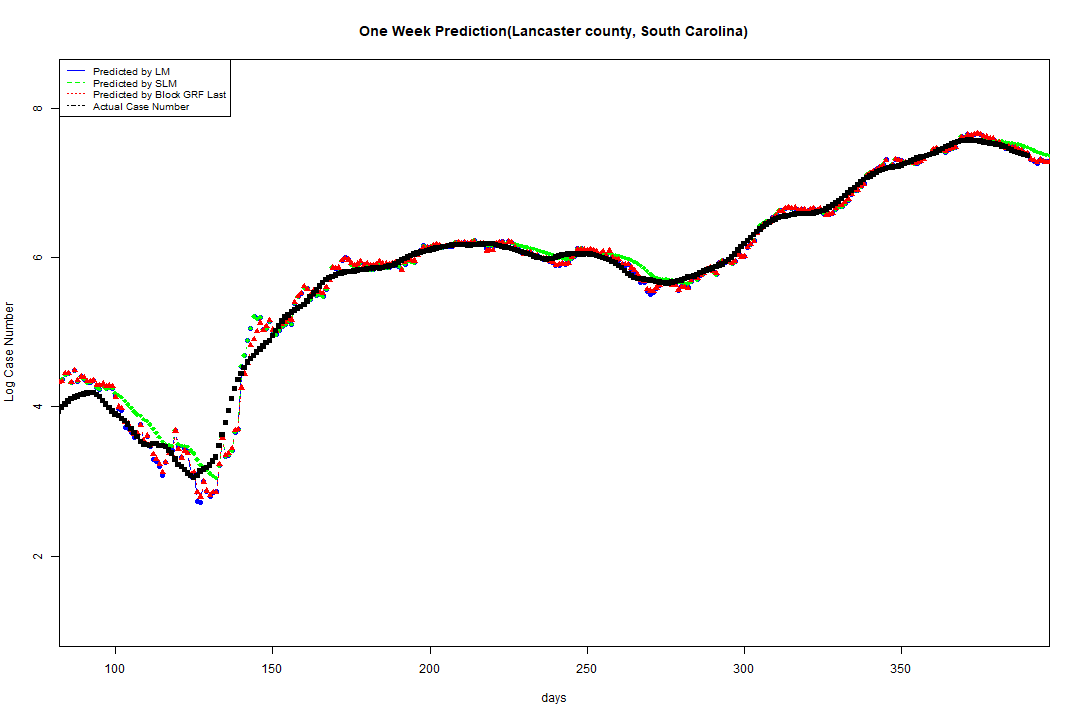 One Week Prediction(Lancaster county, South Carolina)
Predicted by LM
Predicted by SLM
Predicted by Block GRF Last
Actual Case Number
8
6
4
2
Log Case Number
100 150 200 250 300 350
days